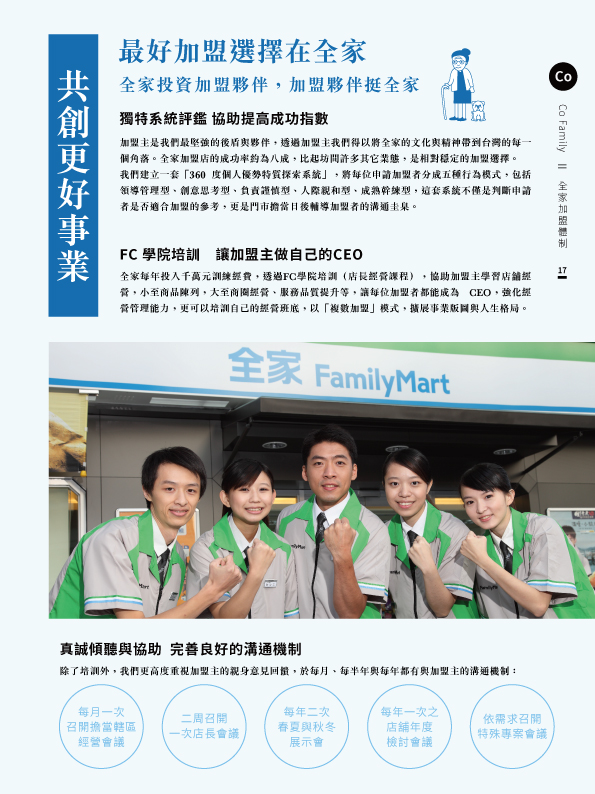 共創更好事業
最好加盟選擇在全家
全家投資加盟夥伴，加盟夥伴挺全家
獨特系統評鑑 協助提高成功指數
加盟主是我們最堅強的後盾與夥伴，透過加盟主我們得以將全家的文化與精神帶到台灣的每一
個角落。全家加盟店的成功率約為八成，比起坊間許多其它業態，是相對穩定的加盟選擇。
我們建立一套「360 度個人優勢特質探索系統」，將每位申請加盟者分成五種行為模式，包括
領導管理型、創意思考型、負責謹慎型、人際親和型、成熟幹練型，這套系統不僅是判斷申請
者是否適合加盟的參考，更是門市擔當日後輔導加盟者的溝通圭臬。
FC 學院培訓　讓加盟主做自己的CEO
全家每年投入千萬元訓練經費，透過FC學院培訓（店長經營課程），協助加盟主學習店舖經
營，小至商品陳列，大至商圈經營、服務品質提升等，讓每位加盟者都能成為　CEO，強化經
營管理能力，更可以培訓自己的經營班底，以「複數加盟」模式，擴展事業版圖與人生格局。
Co
Co Family
全家加盟體制
17
全家 FamilyMart
FamilyMart
真誠傾聽與協助 完善良好的溝通機制
除了培訓外，我們更高度重視加盟主的親身意見回饋，於每月、每半年與每年都有與加盟主的溝通機制：
每月一次
召開擔當轄區
經營會議
二周召開
一次店長會議
每年二次
春夏與秋冬
展示會
每年一次之
店舖年度
檢討會議
依需求召開
特殊專案會議